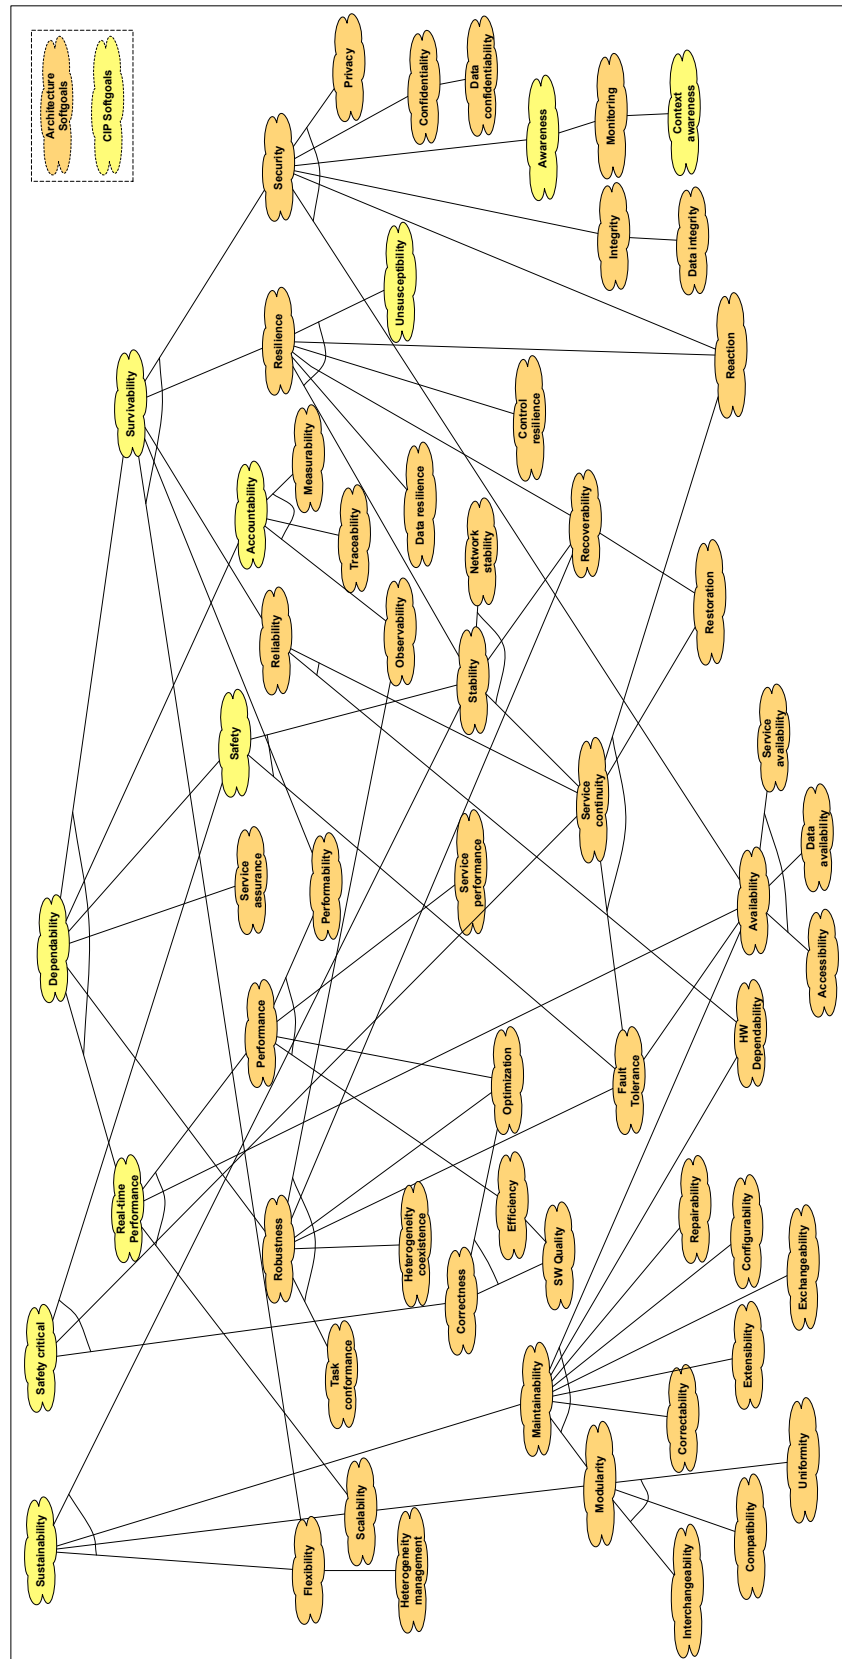 Architecture
Softgoals
CIP Softgoals
Sustainability
Safety critical
Real-time
Performance
Dependability
Survivability
Flexibility
Scalability
Heterogeneity
management
Task
conformance
Robustness
Heterogeneity
coexistence
Performance
Performability
Service
assurance
Safety
Reliability
Accountability
Measurability
Traceability
Observability
Resilience
Unsusceptibility
Security
Privacy
Confidentiality
Data
confidentiability
Awareness
Monitoring
Context
awareness
Integrity
Data integrity
Reaction
Control
resilience
Data resilience
Network
stability
Recoverability
Restoration
Stability
Service
continuity
Service
performance
Optimization
Efficiency
Correctness
SW Quality
Fault
Tolerance
HW
Dependability
Availability
Service
availability
Data
availability
Accessibility
Maintainability
Modularity
Interchangeability
Compatibility
Uniformity
Correctability
Extensibility
Exchangeability
Configurability
Repairability